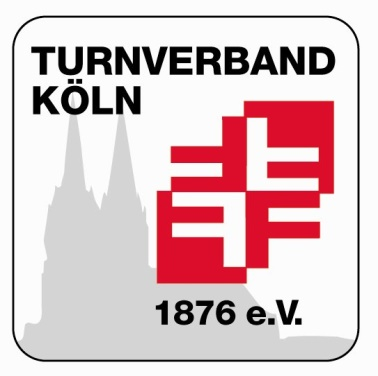 TURNVERBAND
KÖLN
1876 e.V.